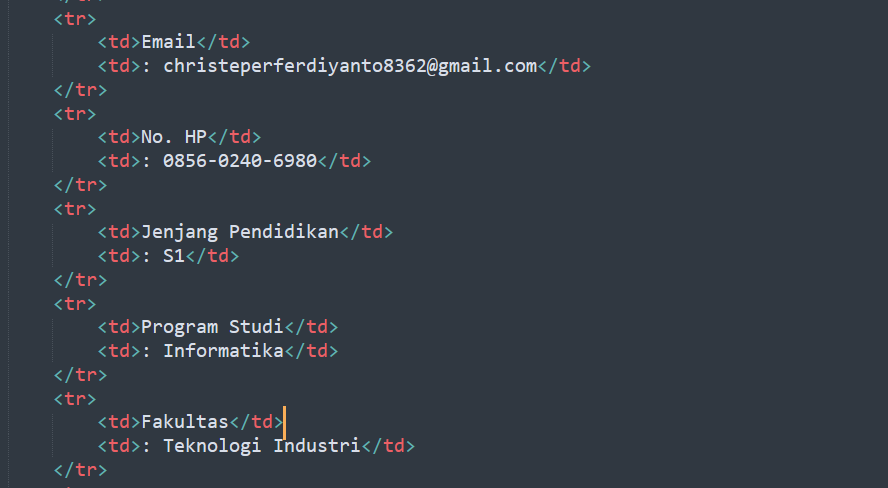 </tr>
<tr>
<td>Email</td>
<td>: christeperferdiyanto8362@gmail.com</td>
</tr>
<tr>
<td>No. HP</td>
<td>: 0856-0240-6980</td>
</tr>
<tr>
<td>Jenjang Pendidikan</td>
<td>: S1</td>
</tr>
<tr>
<td>Program Studi</td>
<td>: Informatika</td>
</tr>
<tr>
<td>Fakultas</td>
<td>: Teknologi Industri</td>
</tr>